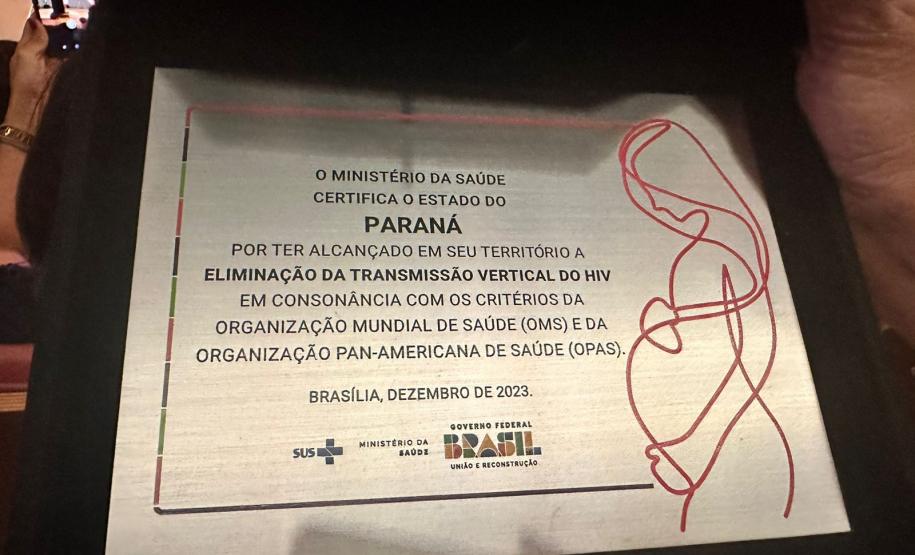 O MINISTÉRIO DA SAÚDE
CERTIFICA O ESTADO DO
PARANÁ
POR TER ALCANÇADO EM SEU TERRITÓRIO A
ELIMINAÇÃO DA TRANSMISSÃO VERTICAL DO HIV
EM CONSONÂNCIA COM OS CRITÉRIOS DA
ORGANIZAÇÃO MUNDIAL DE SAÚDE (OMS) E DA
ORGANIZAÇÃO PAN-AMERICANA DE SAÚDE (OPAS).
BRASÍLIA, DEZEMBRO DE 2023.
SUS
MINISTÉRIO DA
SAÚDE
GOVERNO FEDERAL
BRASIL
UNIÃO E RECONSTRUÇÃO